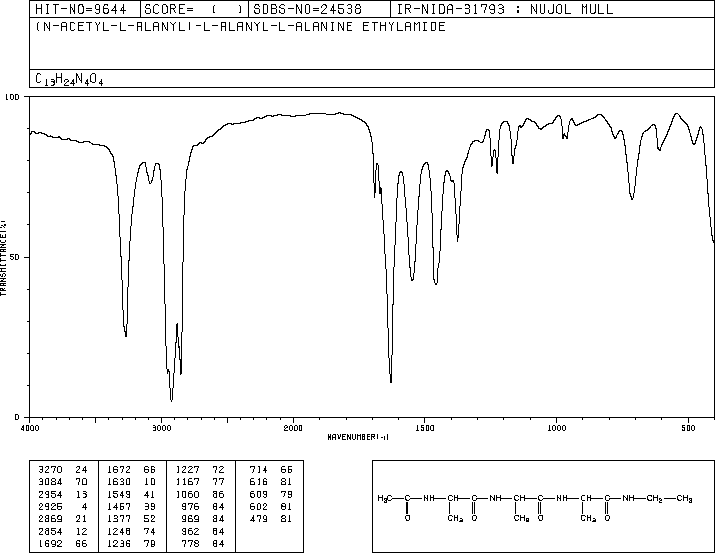 HIT-NO=9644 SCORE= ( ) SDBS-NO=24538 IR-NIDA-31793 : NUJOL MULL
(N-ACETYL-L-ALANYL)-L-ALANYL-L-ALANINE ETHYLAMIDE
C13H24N4O4
100
50
0
TRANSMITTANCE(%)
4000 3000 2000 1500 1000 500
WAVENUMBER(-1)
3270 24 1672 66 1227 72 714 66
3084 70 1630 10 1167 77 616 81
2954 13 1549 41 1060 86 609 79
2925 4 1457 39 976 84 602 81
2869 21 1377 52 969 84 479 81
2854 12 1248 74 962 84
1692 66 1236 79 778 84
H3C-C-NH-CH-C-NH-CH-C-NH-CH-C-NH-CH2-CH3
O CH3 O CH3 O CH3 O